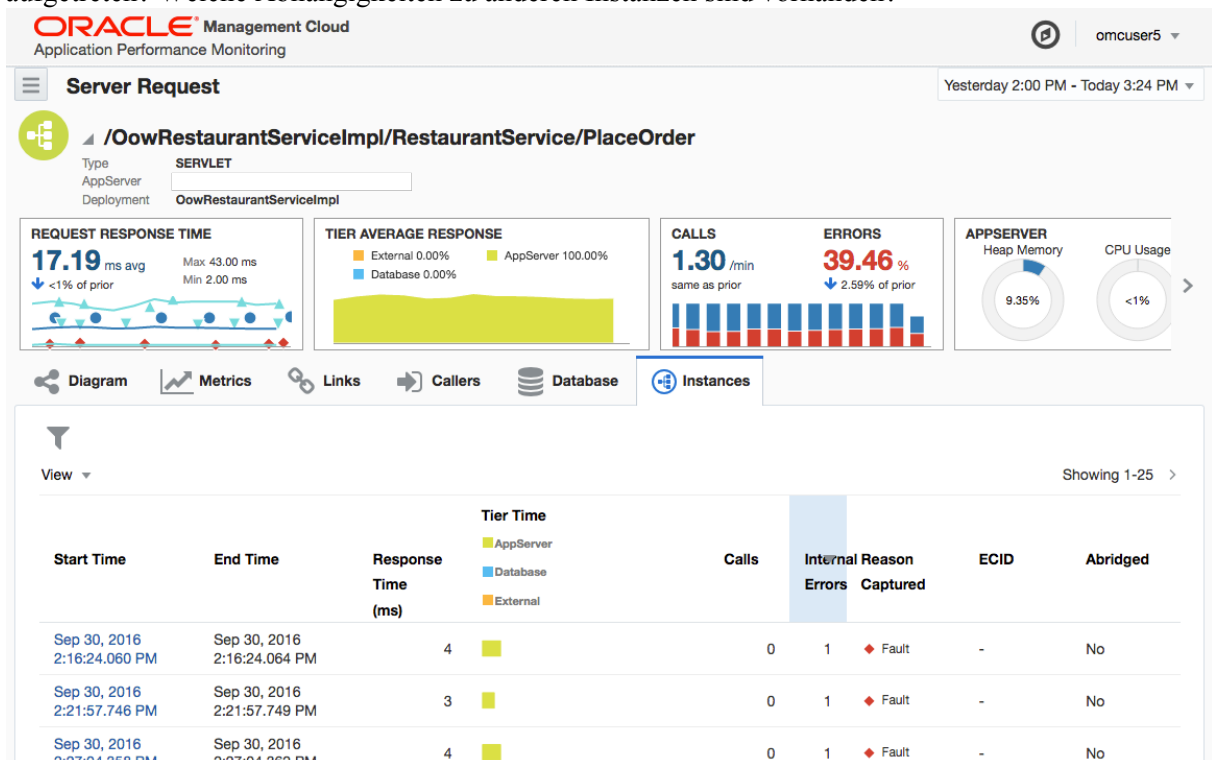 aufgetreten? Welche Abhängigkeiten zu anderen Instanzen sind vorhanden?
ORACLE® Management Cloud
Application Performance Monitoring
omcuser5
Server Request
Yesterday 2:00 PM - Today 3:24 PM
/OowRestaurantServiceImpl/RestaurantService/PlaceOrder
Type SERVLET
AppServer
Deployment OowRestaurantServiceImpl
REQUEST RESPONSE TIME
17.19 ms avg
Max 43.00 ms
Min 2.00 ms
<1% of prior
TIER AVERAGE RESPONSE
External 0.00% AppServer 100.00%
Database 0.00%
CALLS
1.30 /min
same as prior
ERRORS
39.46 %
2.59% of prior
APPSERVER
Heap Memory CPU Usage
9.35% <1%
Diagram Metrics Links Callers Database Instances
View
Showing 1-25
Start Time End Time Response Time (ms) Tier Time Calls Internal Errors Reason Captured ECID Abridged
AppServer
Database
External
Sep 30, 2016 2:16:24.060 PM Sep 30, 2016 2:16:24.064 PM 4 0 1 Fault - No
Sep 30, 2016 2:21:57.746 PM Sep 30, 2016 2:21:57.749 PM 3 0 1 Fault - No
Sep 30, 2016 Sep 30, 2016 4 0 1 Fault - No